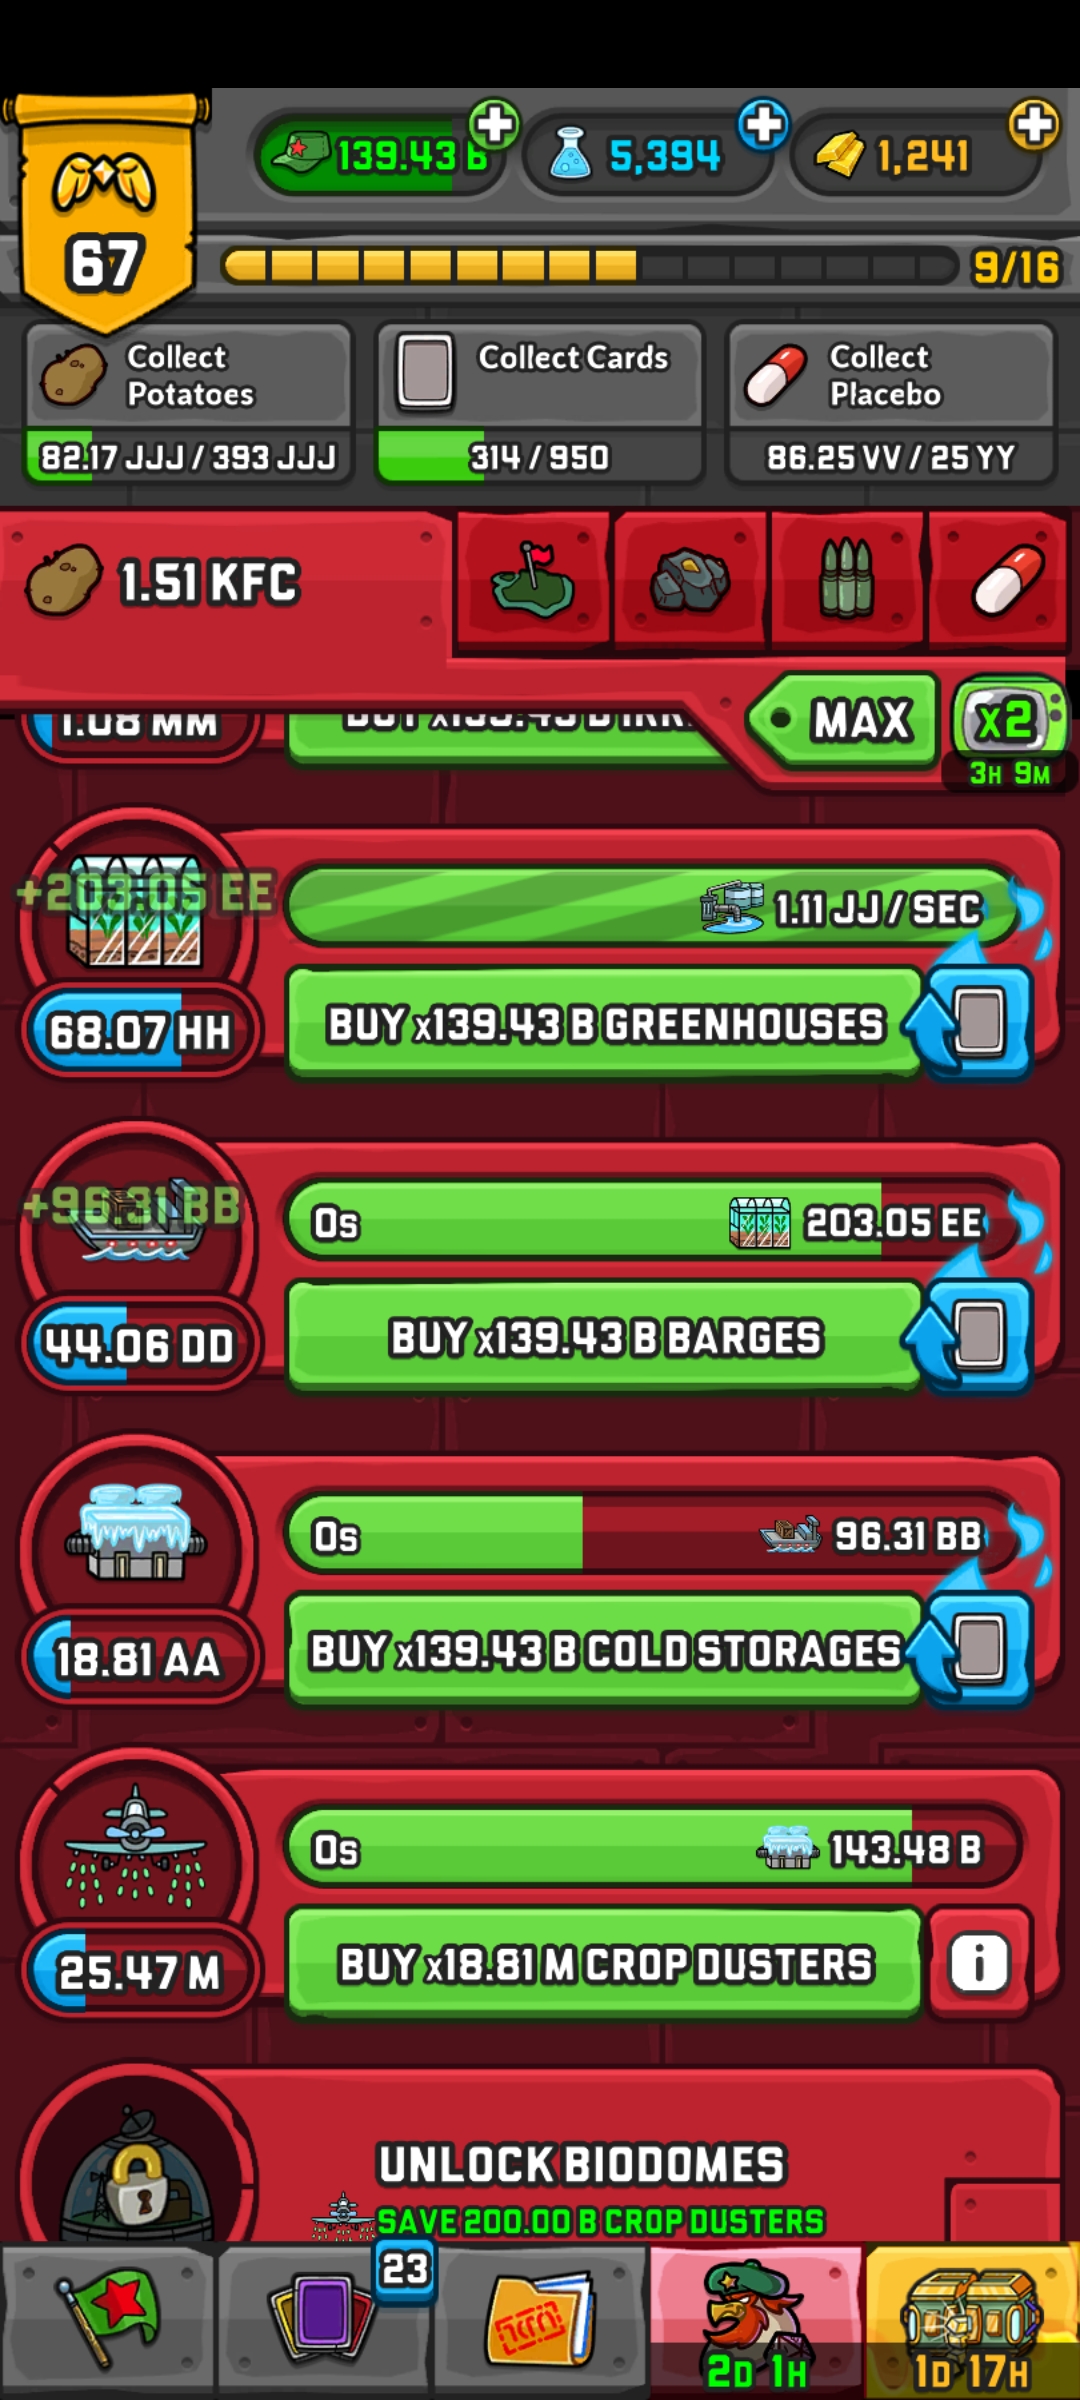 139.43 B
5,394
1,241
67
9/16
Collect
Potatoes
82.17 JJJ / 393 JJJ
Collect Cards
314 / 950
Collect
Placebo
86.25 VV / 25 YY
1.51 KFC
MAX
x2
3H 9M
1.08 MM
+203.05 EE
1.11 JJ / SEC
68.07 HH
BUY x139.43 B GREENHOUSES
+96.31 BB
0s
203.05 EE
44.06 DD
BUY x139.43 B BARGES
0s
96.31 BB
18.81 AA
BUY x139.43 B COLD STORAGES
0s
143.48 B
25.47 M
BUY x18.81 M CROP DUSTERS
i
UNLOCK BIODOMES
SAVE 200.00 B CROP DUSTERS
23
2D 1H
1D 17H